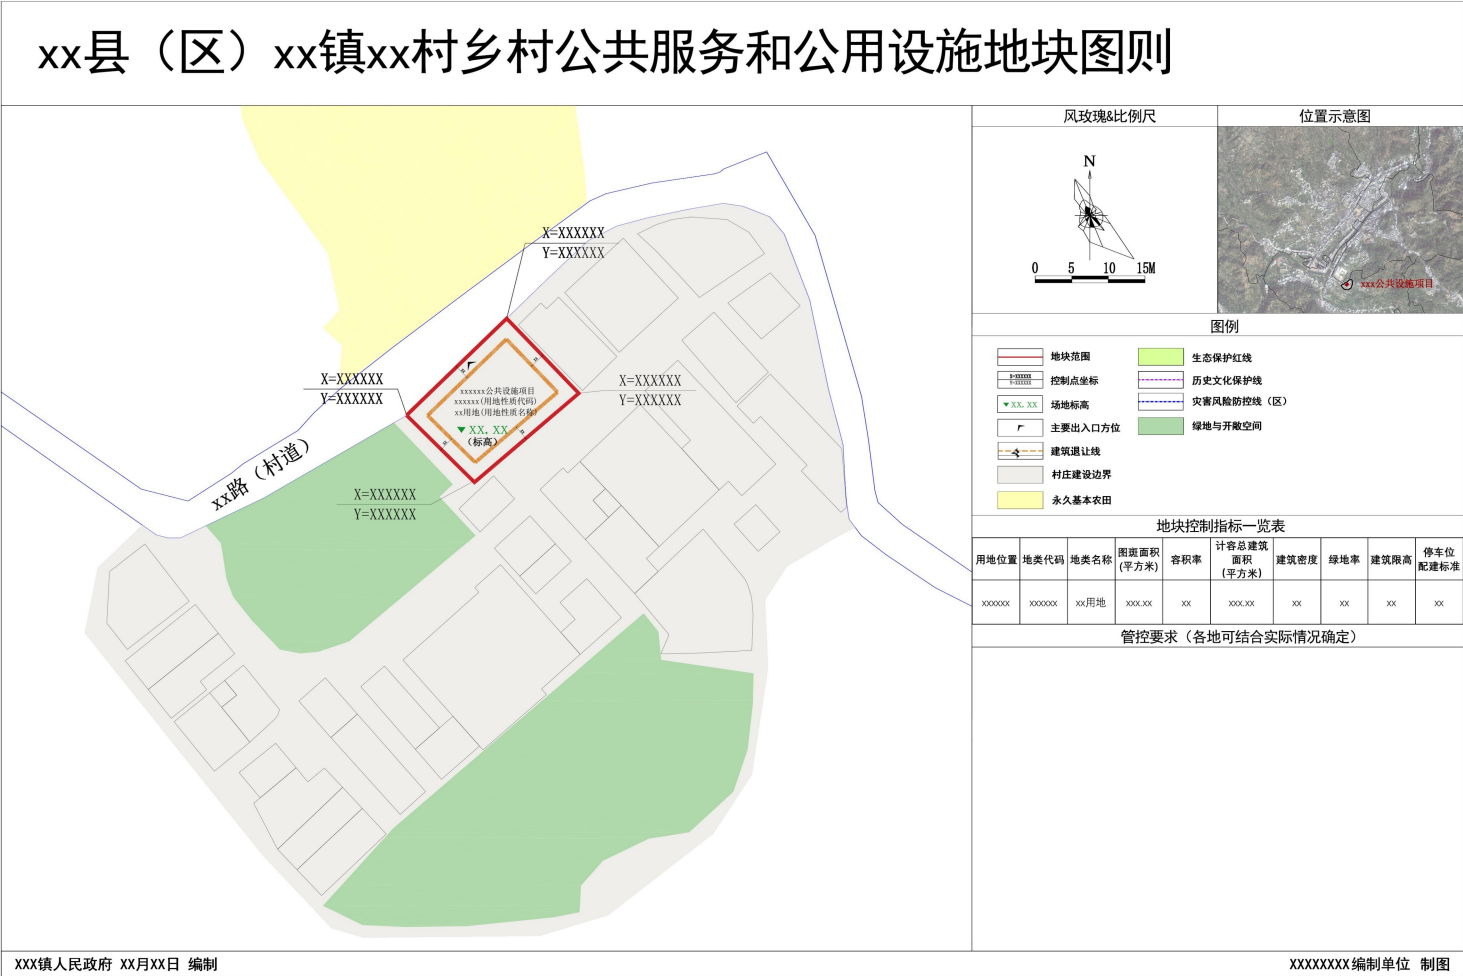 xx县（区）xx镇xx村乡村公共服务和公用设施地块图则
X=XXXXXX
Y=XXXXXX
X=XXXXXX
Y=XXXXXX
X=XXXXXX
Y=XXXXXX
xxxxxx公共设施项目
xxxxxx(用地性质代码)
xx用地(用地性质名称)
XX.XX
(标高)
xx路（村道）
X=XXXXXX
Y=XXXXXX
风玫瑰&比例尺
位置示意图
N
0 5 10 15M
xxx公共设施项目
图例
地块范围
生态保护红线
X=XXXXXX
Y=XXXXXX
控制点坐标
历史文化保护线
XX.XX
场地标高
灾害风险防控线（区）
主要出入口方位
绿地与开敞空间
建筑退让线
村庄建设边界
永久基本农田
地块控制指标一览表
用地位置 地类代码 地类名称 图斑面积(平方米) 容积率 计容总建筑面积(平方米) 建筑密度 绿地率 建筑限高 停车位配建标准
xxxxxx xxxxxx xx用地 xxx.xx xx xxx.xx xx xx xx xx
管控要求（各地可结合实际情况确定）
XXX镇人民政府 XX月XX日 编制
XXXXXXXX编制单位 制图